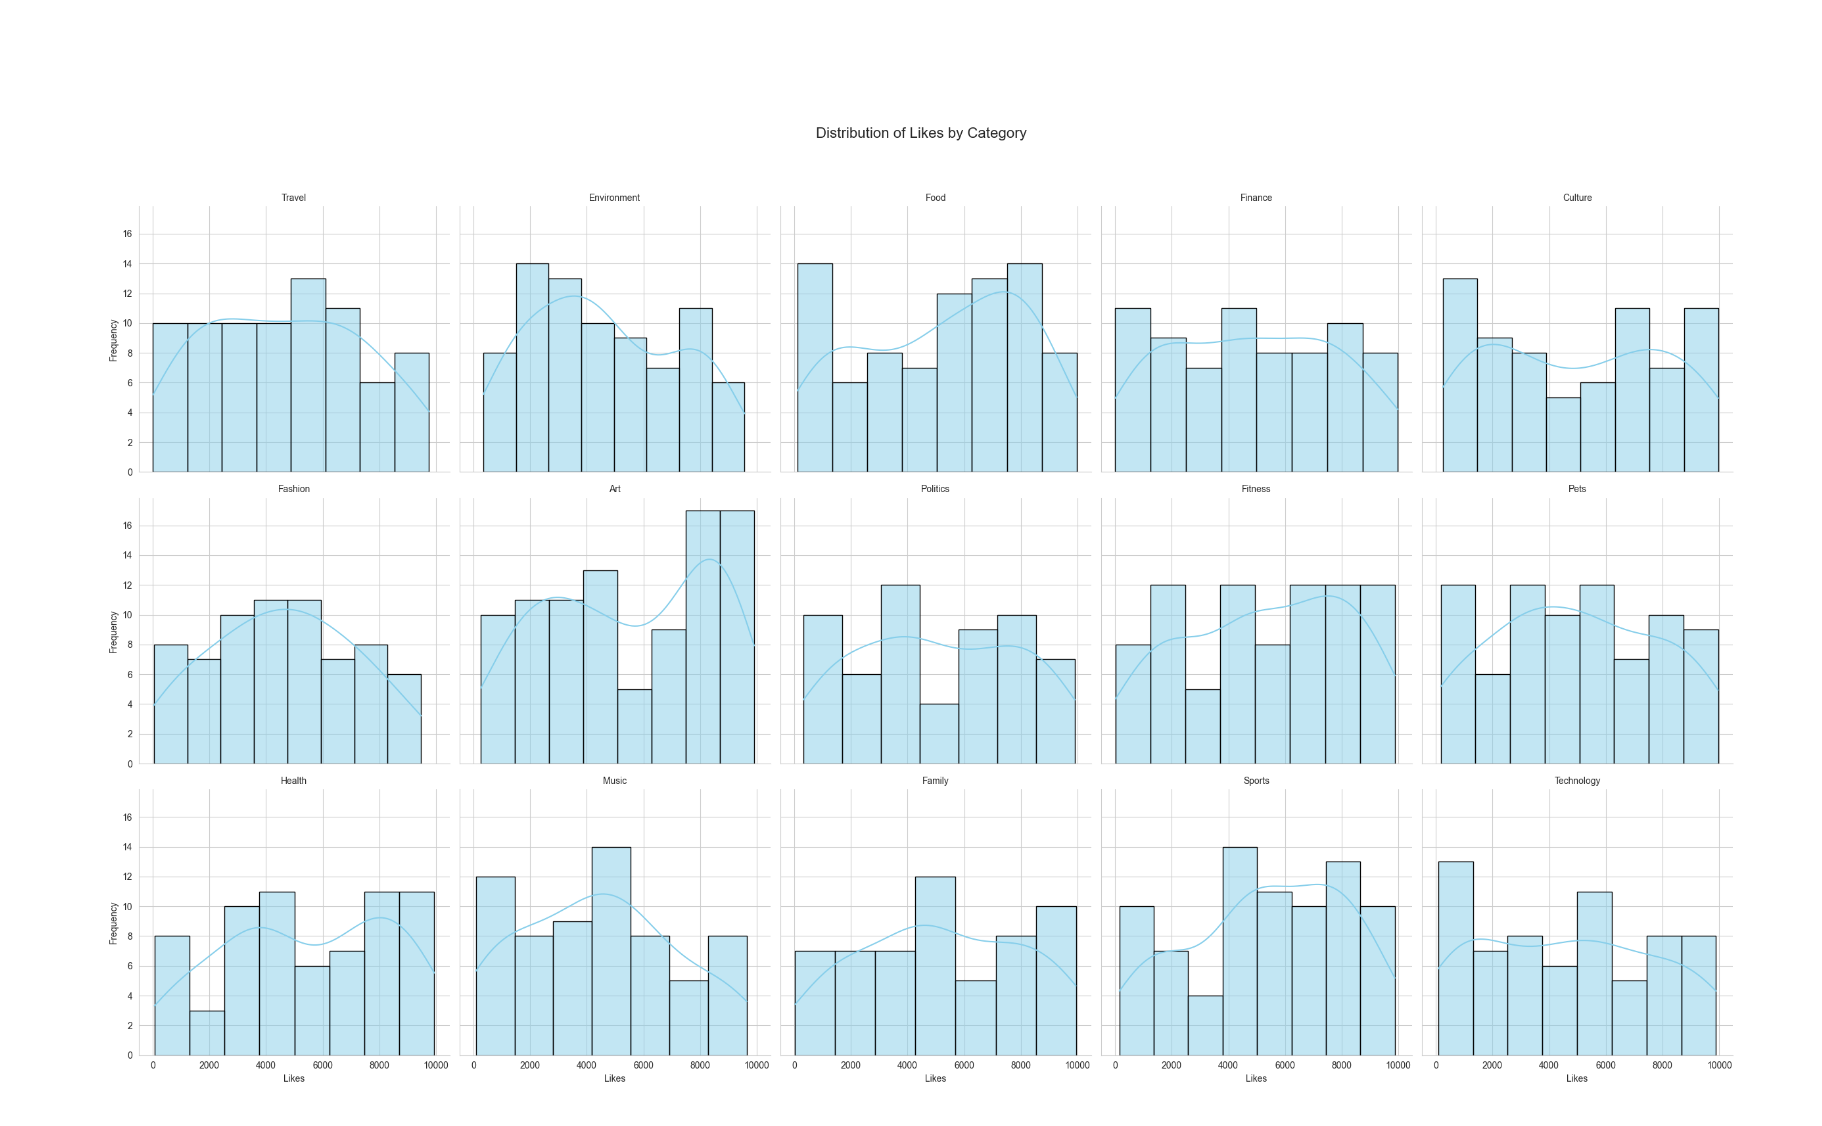 Distribution of Likes by Category
Travel
Environment
Food
Finance
Culture
16
14
12
10
8
6
4
2
0
Frequency
Fashion
Art
Politics
Fitness
Pets
16
14
12
10
8
6
4
2
0
Frequency
Health
Music
Family
Sports
Technology
16
14
12
10
8
6
4
2
0
Frequency
0 2000 4000 6000 8000 10000
0 2000 4000 6000 8000 10000
0 2000 4000 6000 8000 10000
0 2000 4000 6000 8000 10000
0 2000 4000 6000 8000 10000
Likes
Likes
Likes
Likes
Likes